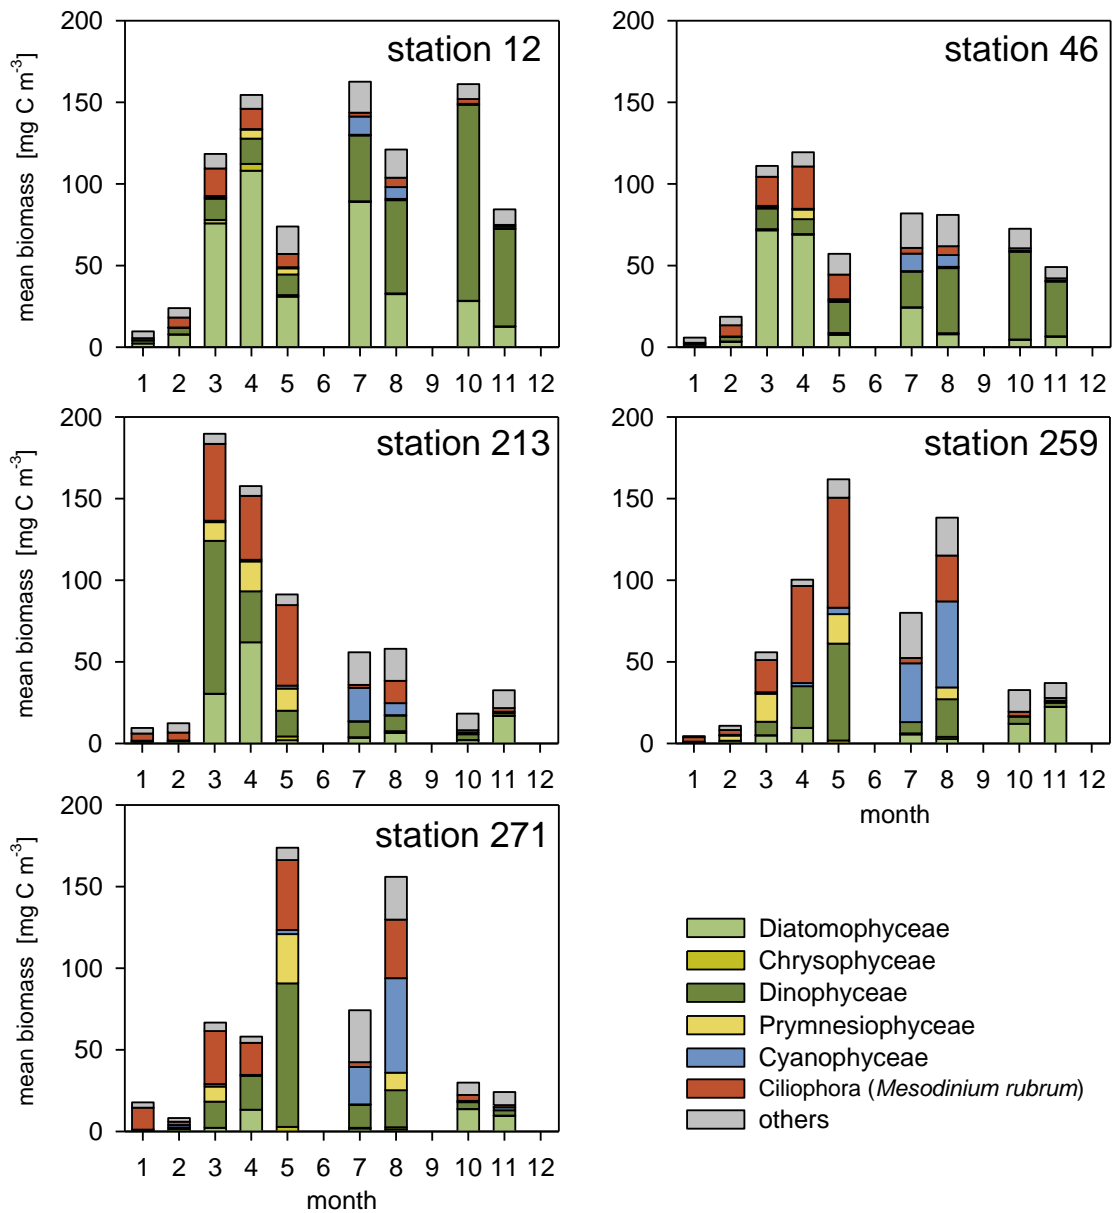 station 12
mean biomass [mg C m-3]
200
150
100
50
0
1 2 3 4 5 6 7 8 9 10 11 12
station 46
200
150
100
50
0
1 2 3 4 5 6 7 8 9 10 11 12
station 213
mean biomass [mg C m-3]
200
150
100
50
0
1 2 3 4 5 6 7 8 9 10 11 12
station 259
200
150
100
50
0
1 2 3 4 5 6 7 8 9 10 11 12
month
station 271
mean biomass [mg C m-3]
200
150
100
50
0
1 2 3 4 5 6 7 8 9 10 11 12
month
Diatomophyceae
Chrysophyceae
Dinophyceae
Prymnesiophyceae
Cyanophyceae
Ciliophora (Mesodinium rubrum)
others